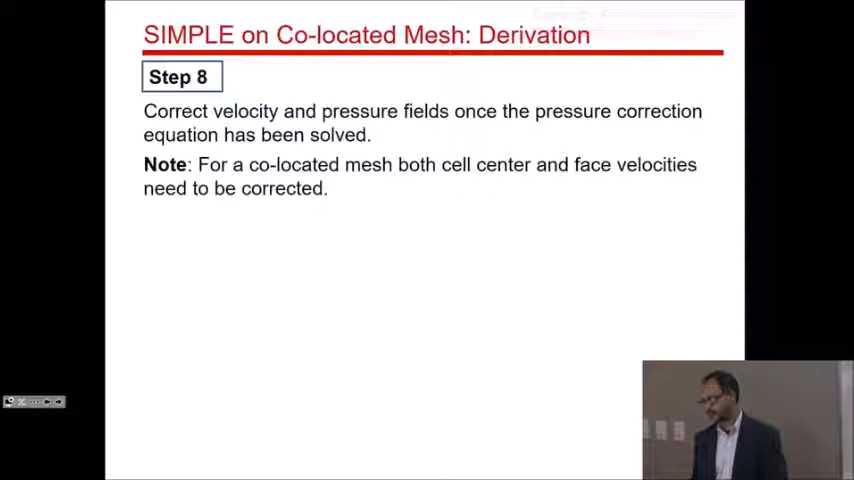 SIMPLE on Co-located Mesh: Derivation
Step 8
Correct velocity and pressure fields once the pressure correction
equation has been solved.
Note: For a co-located mesh both cell center and face velocities
need to be corrected.